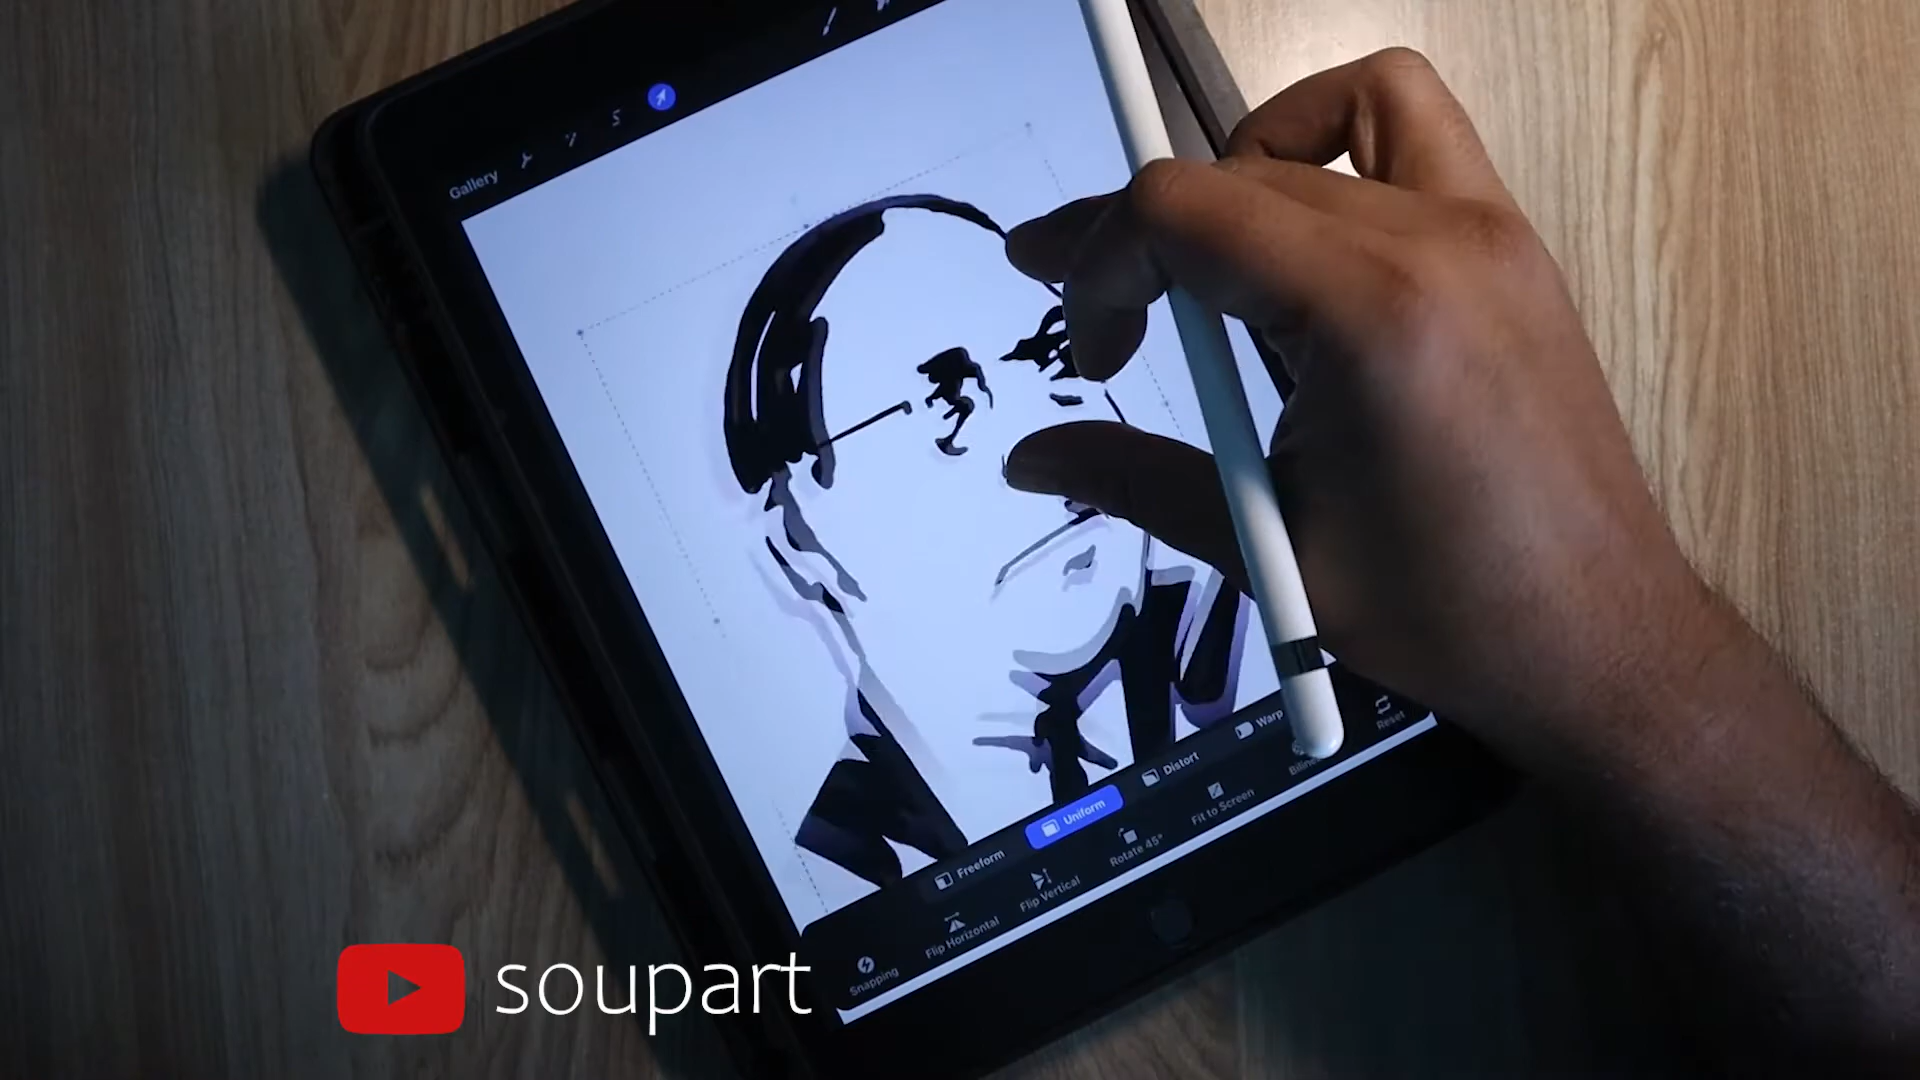 Gallery
Freeform
Uniform
Distort
Warp
Snapping
Flip Horizontal
Flip Vertical
Rotate 45°
Fit to Screen
Reset
soupart